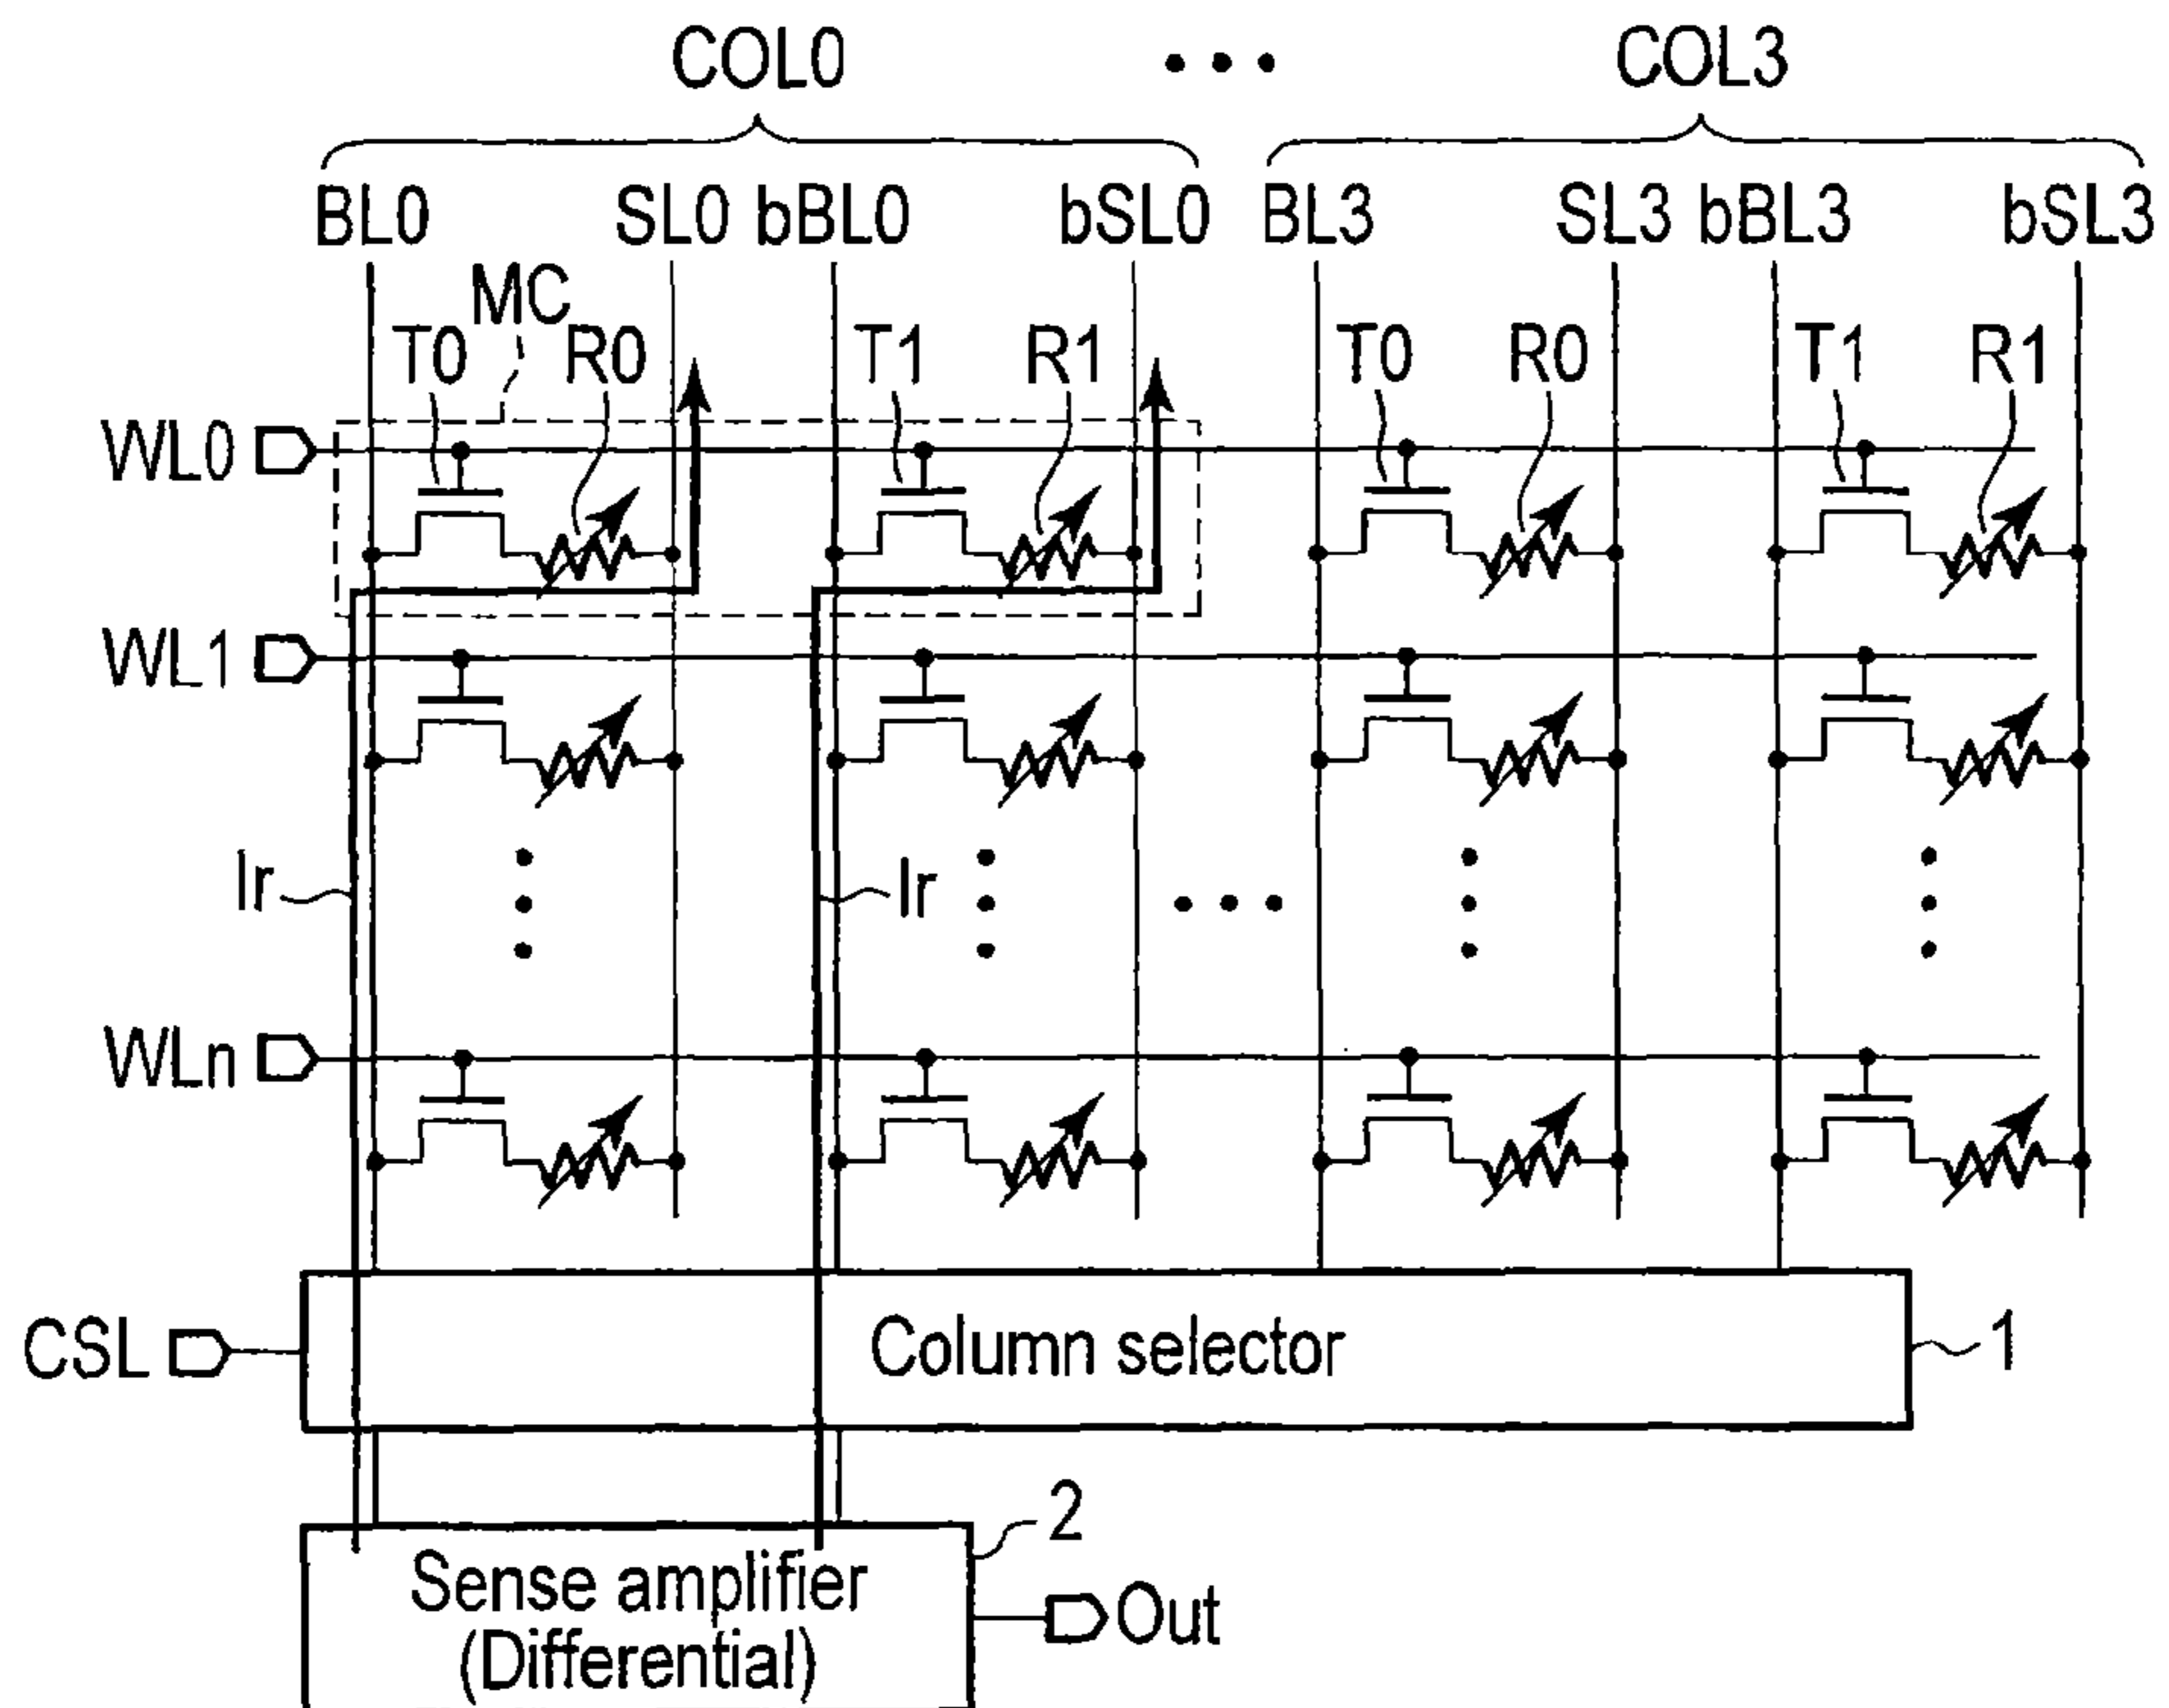 COL0 ••• COL3
BL0 SL0 bBL0 bSL0 BL3 SL3 bBL3 bSL3
MC
T0 R0 T1 R1 T0 R0 T1 R1
WL0
WL1
Ir Ir
WLn
CSL Column selector 1
2
Sense amplifier
(Differential)
Out